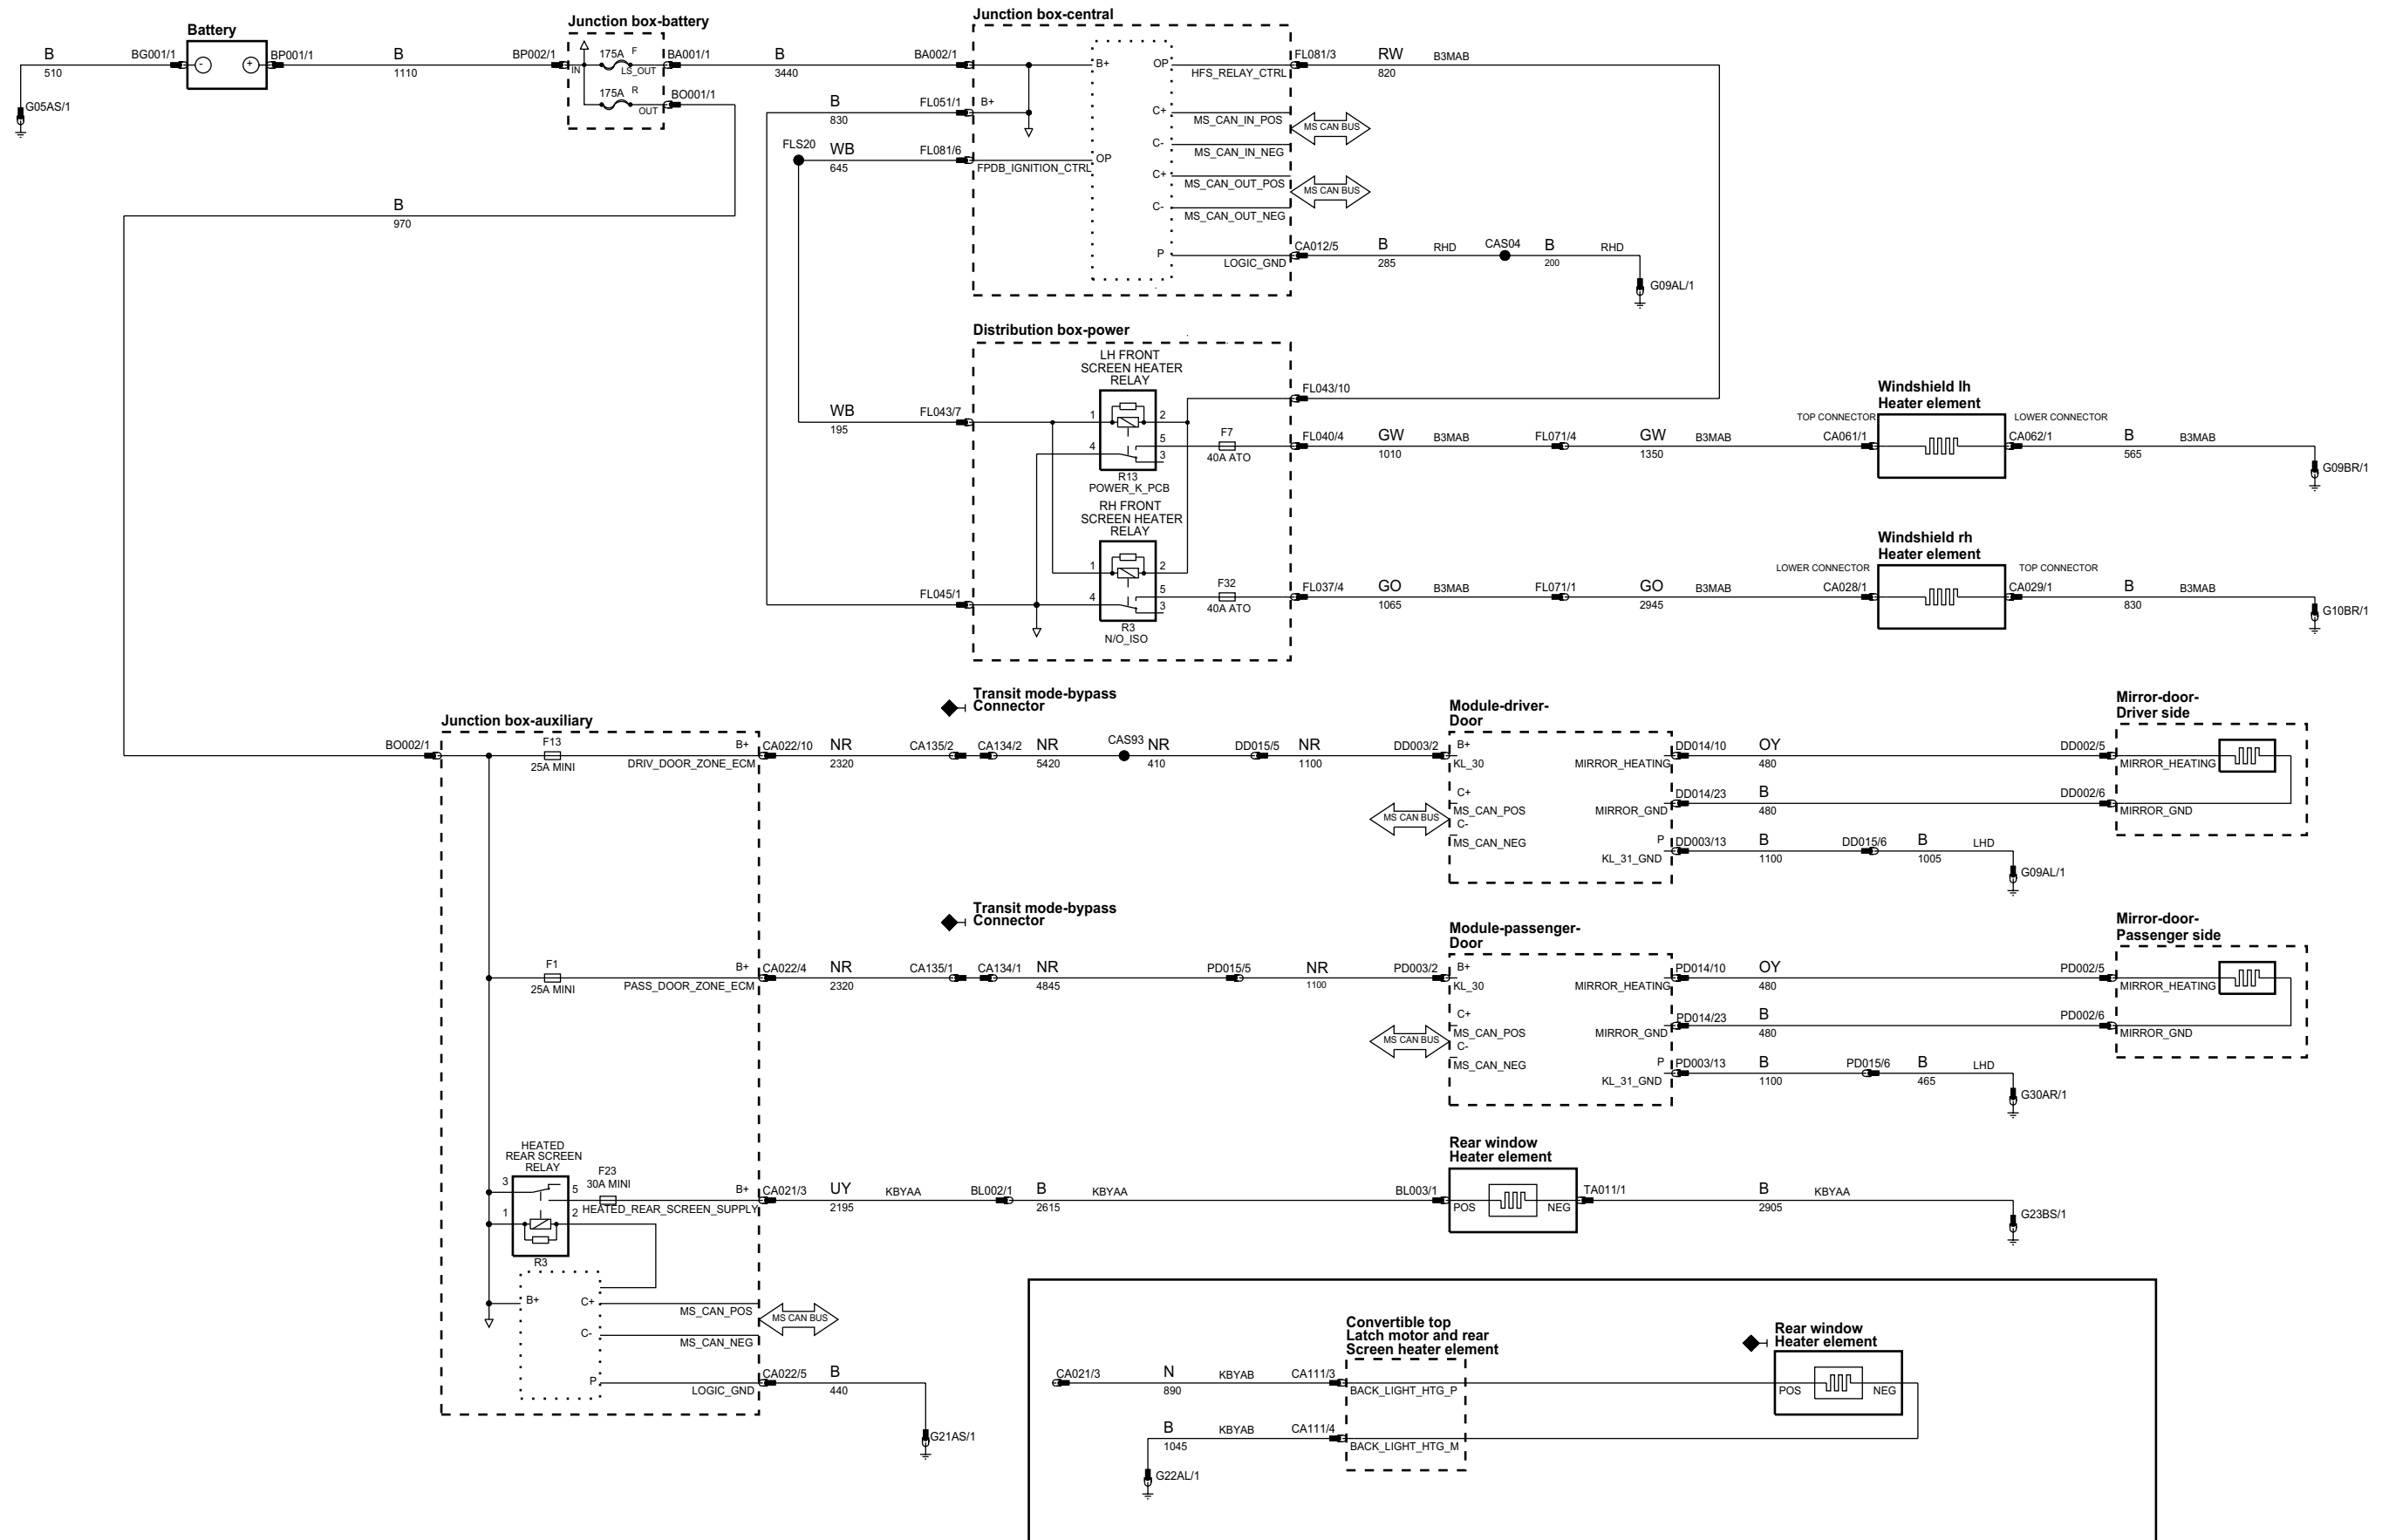 Battery
B
510
BG001/1
-
+
BP001/1
B
1110
G05AS/1
Junction box-battery
BP002/1
IN
175A F
LS_OUT
BA001/1
175A R
OUT
BO001/1
B
3440
B
970
Junction box-central
BA002/1
B+
B
830
FL051/1
B+
FLS20
WB
645
FL081/6
FPDB_IGNITION_CTRL
OP
OP
HFS_RELAY_CTRL
FL081/3
RW
820
B3MAB
C+
MS_CAN_IN_POS
C-
MS_CAN_IN_NEG
MS CAN BUS
C+
MS_CAN_OUT_POS
C-
MS_CAN_OUT_NEG
MS CAN BUS
P
LOGIC_GND
CA012/5
B
285
RHD
CAS04
B
200
RHD
G09AL/1
Distribution box-power
LH FRONT
SCREEN HEATER
RELAY
WB
195
FL043/7
1
2
4
5
3
R13
POWER_K_PCB
F7
40A ATO
FL043/10
FL040/4
GW
1010
B3MAB
FL071/4
GW
1350
B3MAB
Windshield lh
Heater element
TOP CONNECTOR
CA061/1
LOWER CONNECTOR
CA062/1
B
565
B3MAB
G09BR/1
RH FRONT
SCREEN HEATER
RELAY
FL045/1
1
2
4
5
3
R3
N/O_ISO
F32
40A ATO
FL037/4
GO
1065
B3MAB
FL071/1
GO
2945
B3MAB
Windshield rh
Heater element
LOWER CONNECTOR
CA028/1
TOP CONNECTOR
CA029/1
B
830
B3MAB
G10BR/1
Junction box-auxiliary
BO002/1
F13
25A MINI
B+
DRIV_DOOR_ZONE_ECM
CA022/10
NR
2320
Transit mode-bypass
Connector
CA135/2
CA134/2
NR
5420
CAS93
NR
410
DD015/5
NR
1100
DD003/2
Module-driver-
Door
B+
KL_30
C+
MS_CAN_POS
C-
MS_CAN_NEG
MS CAN BUS
MIRROR_HEATING
DD014/10
OY
480
DD002/5
MIRROR_GND
DD014/23
B
480
DD002/6
P
KL_31_GND
DD003/13
B
1100
DD015/6
B
1005
LHD
G09AL/1
Mirror-door-
Driver side
MIRROR_HEATING
MIRROR_GND
F1
25A MINI
B+
PASS_DOOR_ZONE_ECM
CA022/4
NR
2320
Transit mode-bypass
Connector
CA135/1
CA134/1
NR
4845
PD015/5
NR
1100
PD003/2
Module-passenger-
Door
B+
KL_30
C+
MS_CAN_POS
C-
MS_CAN_NEG
MS CAN BUS
MIRROR_HEATING
PD014/10
OY
480
PD002/5
MIRROR_GND
PD014/23
B
480
PD002/6
P
KL_31_GND
PD003/13
B
1100
PD015/6
B
465
LHD
G30AR/1
Mirror-door-
Passenger side
MIRROR_HEATING
MIRROR_GND
HEATED
REAR SCREEN
RELAY
3
5
1
2
R3
F23
30A MINI
B+
HEATED_REAR_SCREEN_SUPPLY
CA021/3
UY
2195
KBYAA
BL002/1
B
2615
KBYAA
BL003/1
Rear window
Heater element
POS
NEG
TA011/1
B
2905
KBYAA
G23BS/1
B+
C+
MS_CAN_POS
C-
MS_CAN_NEG
MS CAN BUS
P
LOGIC_GND
CA022/5
B
440
G21AS/1
CA021/3
N
890
KBYAB
CA111/3
Convertible top
Latch motor and rear
Screen heater element
BACK_LIGHT_HTG_P
B
1045
KBYAB
CA111/4
BACK_LIGHT_HTG_M
G22AL/1
Rear window
Heater element
POS
NEG